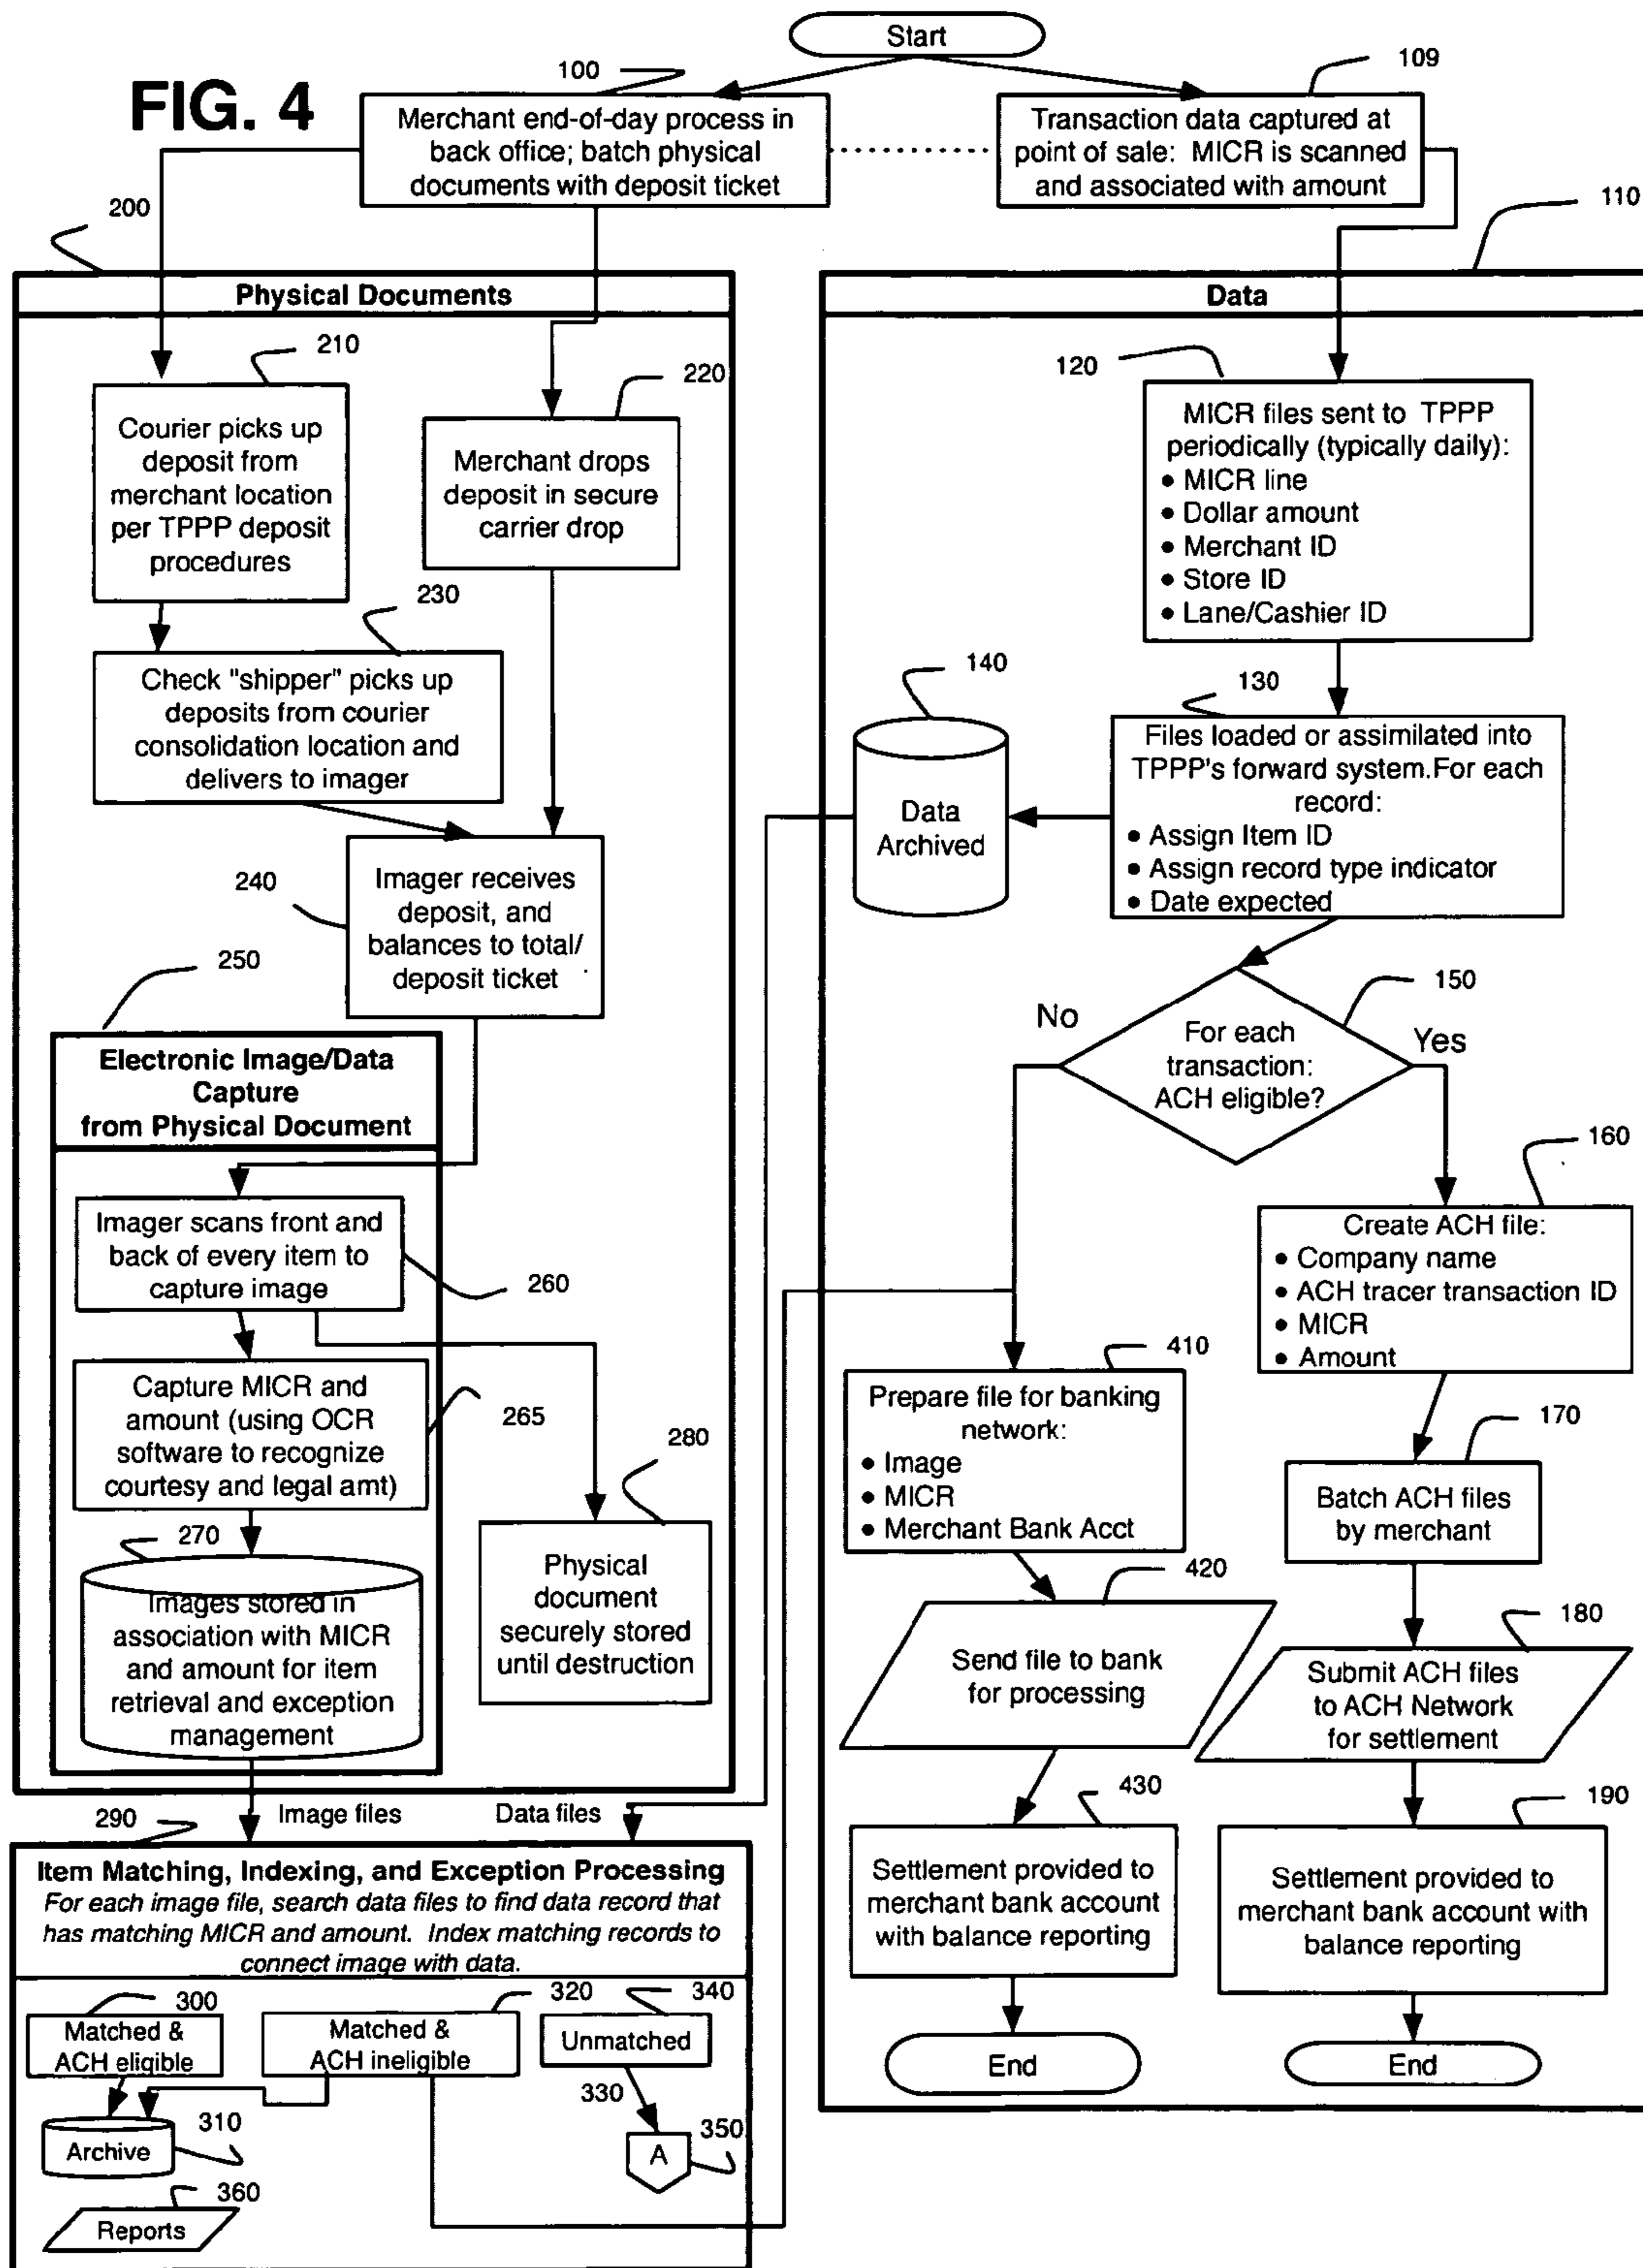 Start
FIG. 4
100
Merchant end-of-day process in
back office; batch physical
documents with deposit ticket
109
Transaction data captured at
point of sale: MICR is scanned
and associated with amount
200
Physical Documents
110
Data
210
Courier picks up
deposit from
merchant location
per TPPP deposit
procedures
220
Merchant drops
deposit in secure
carrier drop
230
Check "shipper" picks up
deposits from courier
consolidation location and
delivers to imager
240
Imager receives
deposit, and
balances to total/
deposit ticket
250
Electronic Image/Data
Capture
from Physical Document
Imager scans front and
back of every item to
capture image
260
Capture MICR and
amount (using OCR
software to recognize
courtesy and legal amt)
265
270
Images stored in
association with MICR
and amount for item
retrieval and exception
management
280
Physical
document
securely stored
until destruction
120
MICR files sent to TPPP
periodically (typically daily):
• MICR line
• Dollar amount
• Merchant ID
• Store ID
• Lane/Cashier ID
130
Files loaded or assimilated into
TPPP's forward system.For each
record:
• Assign Item ID
• Assign record type indicator
• Date expected
140
Data
Archived
150
For each
transaction:
ACH eligible?
No
Yes
160
Create ACH file:
• Company name
• ACH tracer transaction ID
• MICR
• Amount
170
Batch ACH files
by merchant
180
Submit ACH files
to ACH Network
for settlement
190
Settlement provided to
merchant bank account with
balance reporting
End
410
Prepare file for banking
network:
• Image
• MICR
• Merchant Bank Acct
420
Send file to bank
for processing
430
Settlement provided to
merchant bank account
with balance reporting
End
290
Image files
Data files
Item Matching, Indexing, and Exception Processing
For each image file, search data files to find data record that
has matching MICR and amount. Index matching records to
connect image with data.
300
Matched &
ACH eligible
320
Matched &
ACH ineligible
340
Unmatched
330
A
350
310
Archive
360
Reports